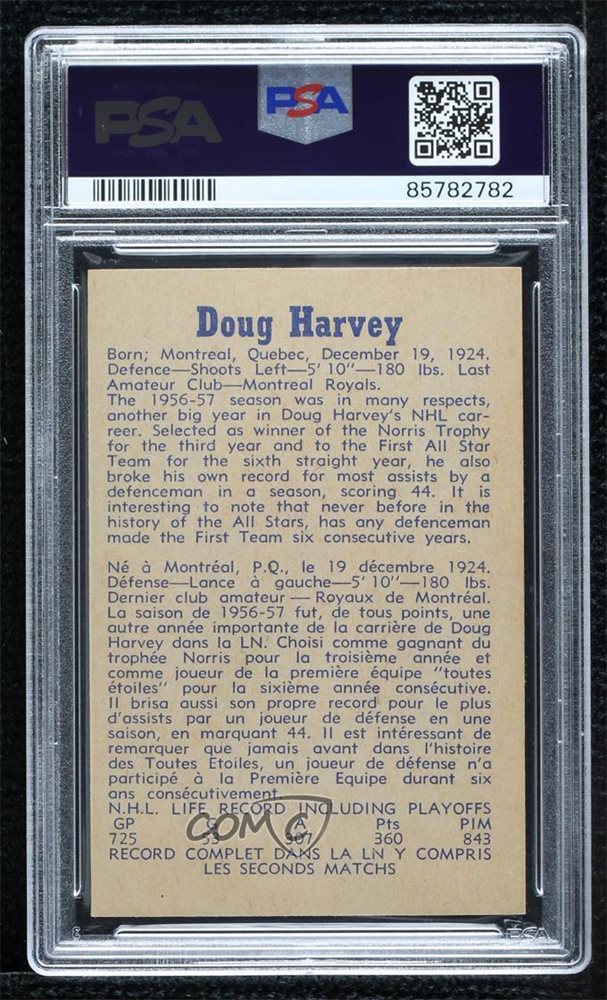 PSA
PSA
85782782
Doug Harvey
Born; Montreal, Quebec, December 19, 1924.
Defence—Shoots Left—5' 10"—180 lbs. Last
Amateur Club—Montreal Royals.
The 1956-57 season was in many respects,
another big year in Doug Harvey's NHL car-
reer. Selected as winner of the Norris Trophy
for the third year and to the First All Star
Team for the sixth straight year, he also
broke his own record for most assists by a
defenceman in a season, scoring 44. It is
interesting to note that never before in the
history of the All Stars, has any defenceman
made the First Team six consecutive years.
Né à Montréal, P.Q., le 19 décembre 1924.
Défense—Lance à gauche—5' 10"—180 lbs.
Dernier club amateur — Royaux de Montréal.
La saison de 1956-57 fut, de tous points, une
autre année importante de la carrière de Doug
Harvey dans la LN. Choisi comme gagnant du
trophée Norris pour la troisième année et
comme joueur de la première équipe "toutes
étoiles" pour la sixième année consécutive.
Il brisa aussi son propre record pour le plus
d'assists par un joueur de défense en une
saison, en marquant 44. Il est intéressant de
remarquer que jamais avant dans l'histoire
des Toutes Etoiles, un joueur de défense n'a
participé à la Première Equipe durant six
ans consécutivement.
N.H.L. LIFE RECORD INCLUDING PLAYOFFS
GP G A Pts PIM
725 53 307 360 843
COMC
RECORD COMPLET DANS LA LN Y COMPRIS
LES SECONDS MATCHS
PSA